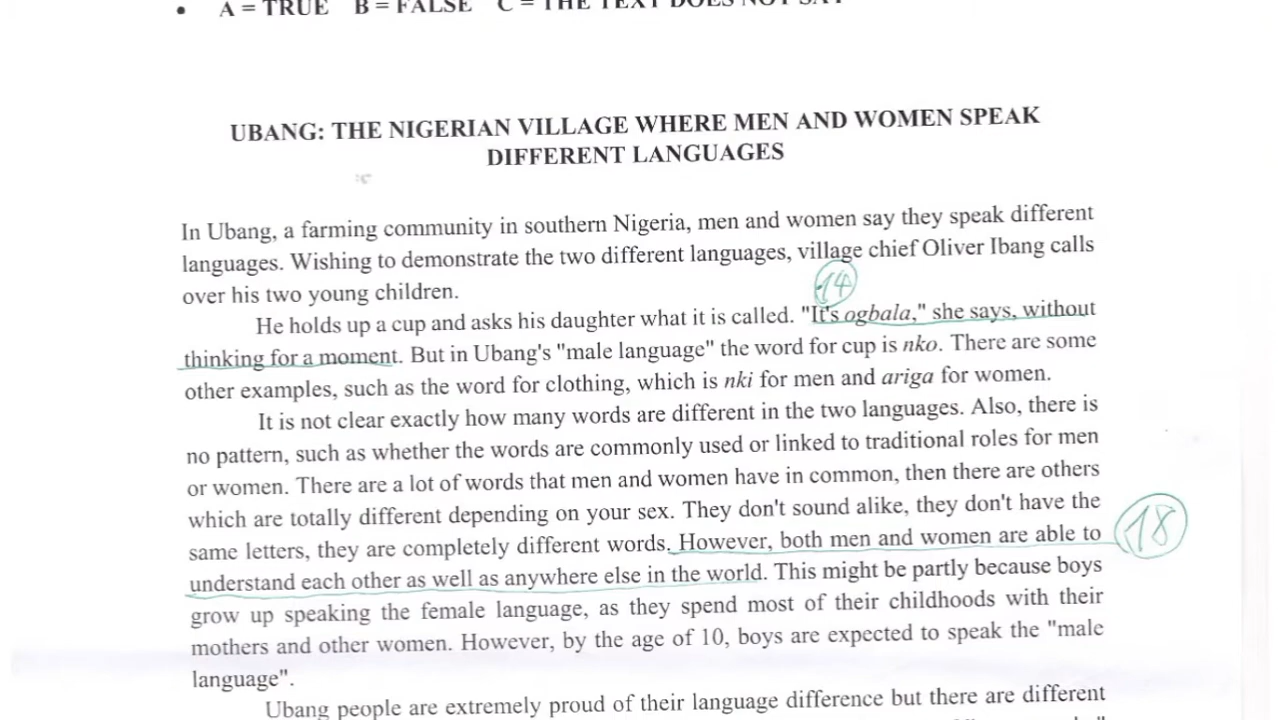 • A = TRUE B = FALSE C = THE TEXT DOES NOT SAY
UBANG: THE NIGERIAN VILLAGE WHERE MEN AND WOMEN SPEAK
DIFFERENT LANGUAGES
In Ubang, a farming community in southern Nigeria, men and women say they speak different
languages. Wishing to demonstrate the two different languages, village chief Oliver Ibang calls
over his two young children.
14
He holds up a cup and asks his daughter what it is called. "It's ogbala," she says, without
thinking for a moment. But in Ubang's "male language" the word for cup is nko. There are some
other examples, such as the word for clothing, which is nki for men and ariga for women.
It is not clear exactly how many words are different in the two languages. Also, there is
no pattern, such as whether the words are commonly used or linked to traditional roles for men
or women. There are a lot of words that men and women have in common, then there are others
which are totally different depending on your sex. They don't sound alike, they don't have the
same letters, they are completely different words. However, both men and women are able to
18
understand each other as well as anywhere else in the world. This might be partly because boys
grow up speaking the female language, as they spend most of their childhoods with their
mothers and other women. However, by the age of 10, boys are expected to speak the "male
language".
Ubang people are extremely proud of their language difference but there are different